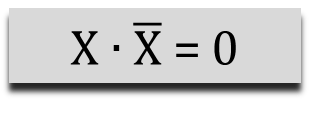 X · X̅ = 0